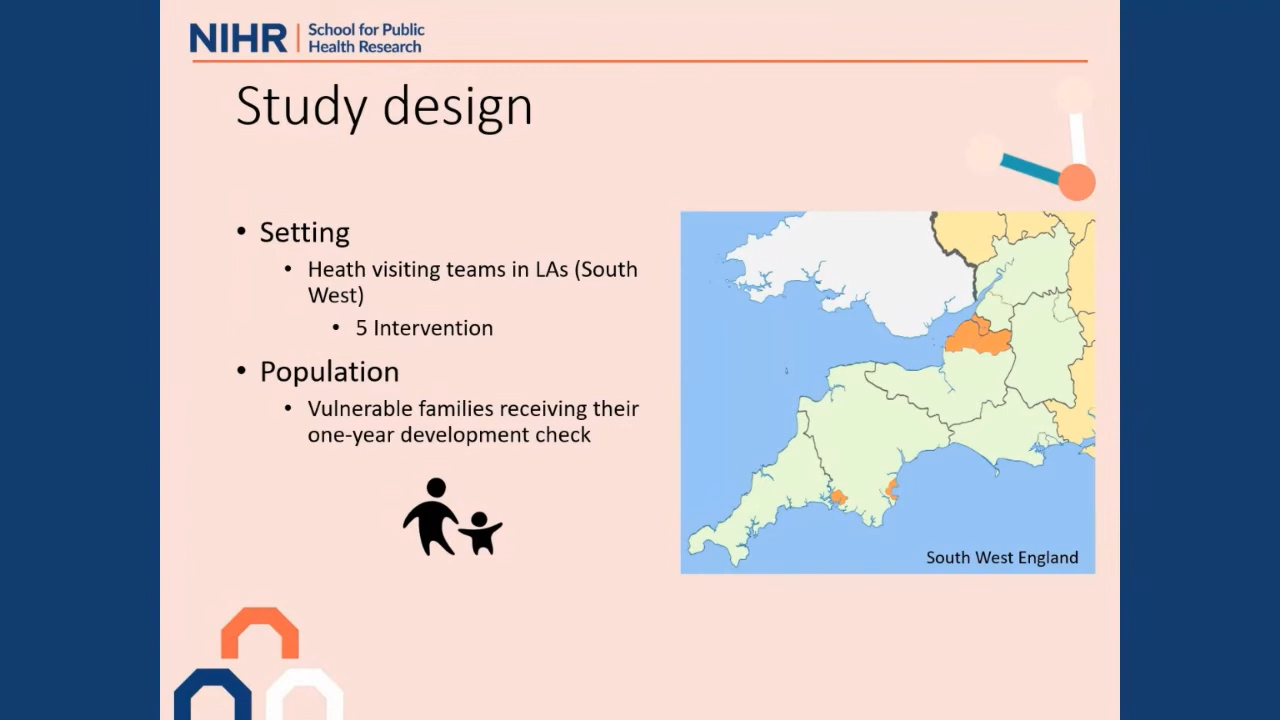 NIHR | School for Public
Health Research
Study design
• Setting
• Heath visiting teams in LAs (South
West)
• 5 Intervention
• Population
• Vulnerable families receiving their
one-year development check
South West England